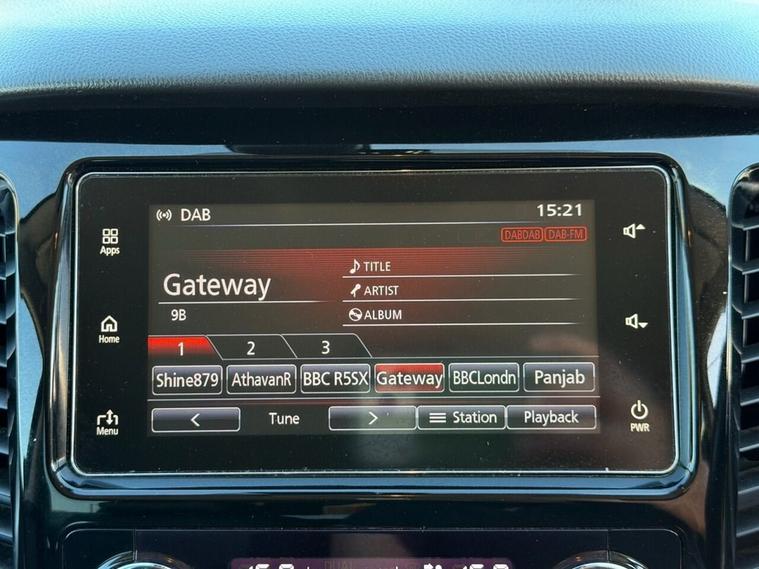 DAB 15:21
DABDAB DAB-FM
Apps
TITLE
Gateway
ARTIST
9B
ALBUM
Home
1 2 3
Shine879 AthavanR BBC R5SX Gateway BBCLondn Panjab
< Tune > Station Playback
Menu
PWR